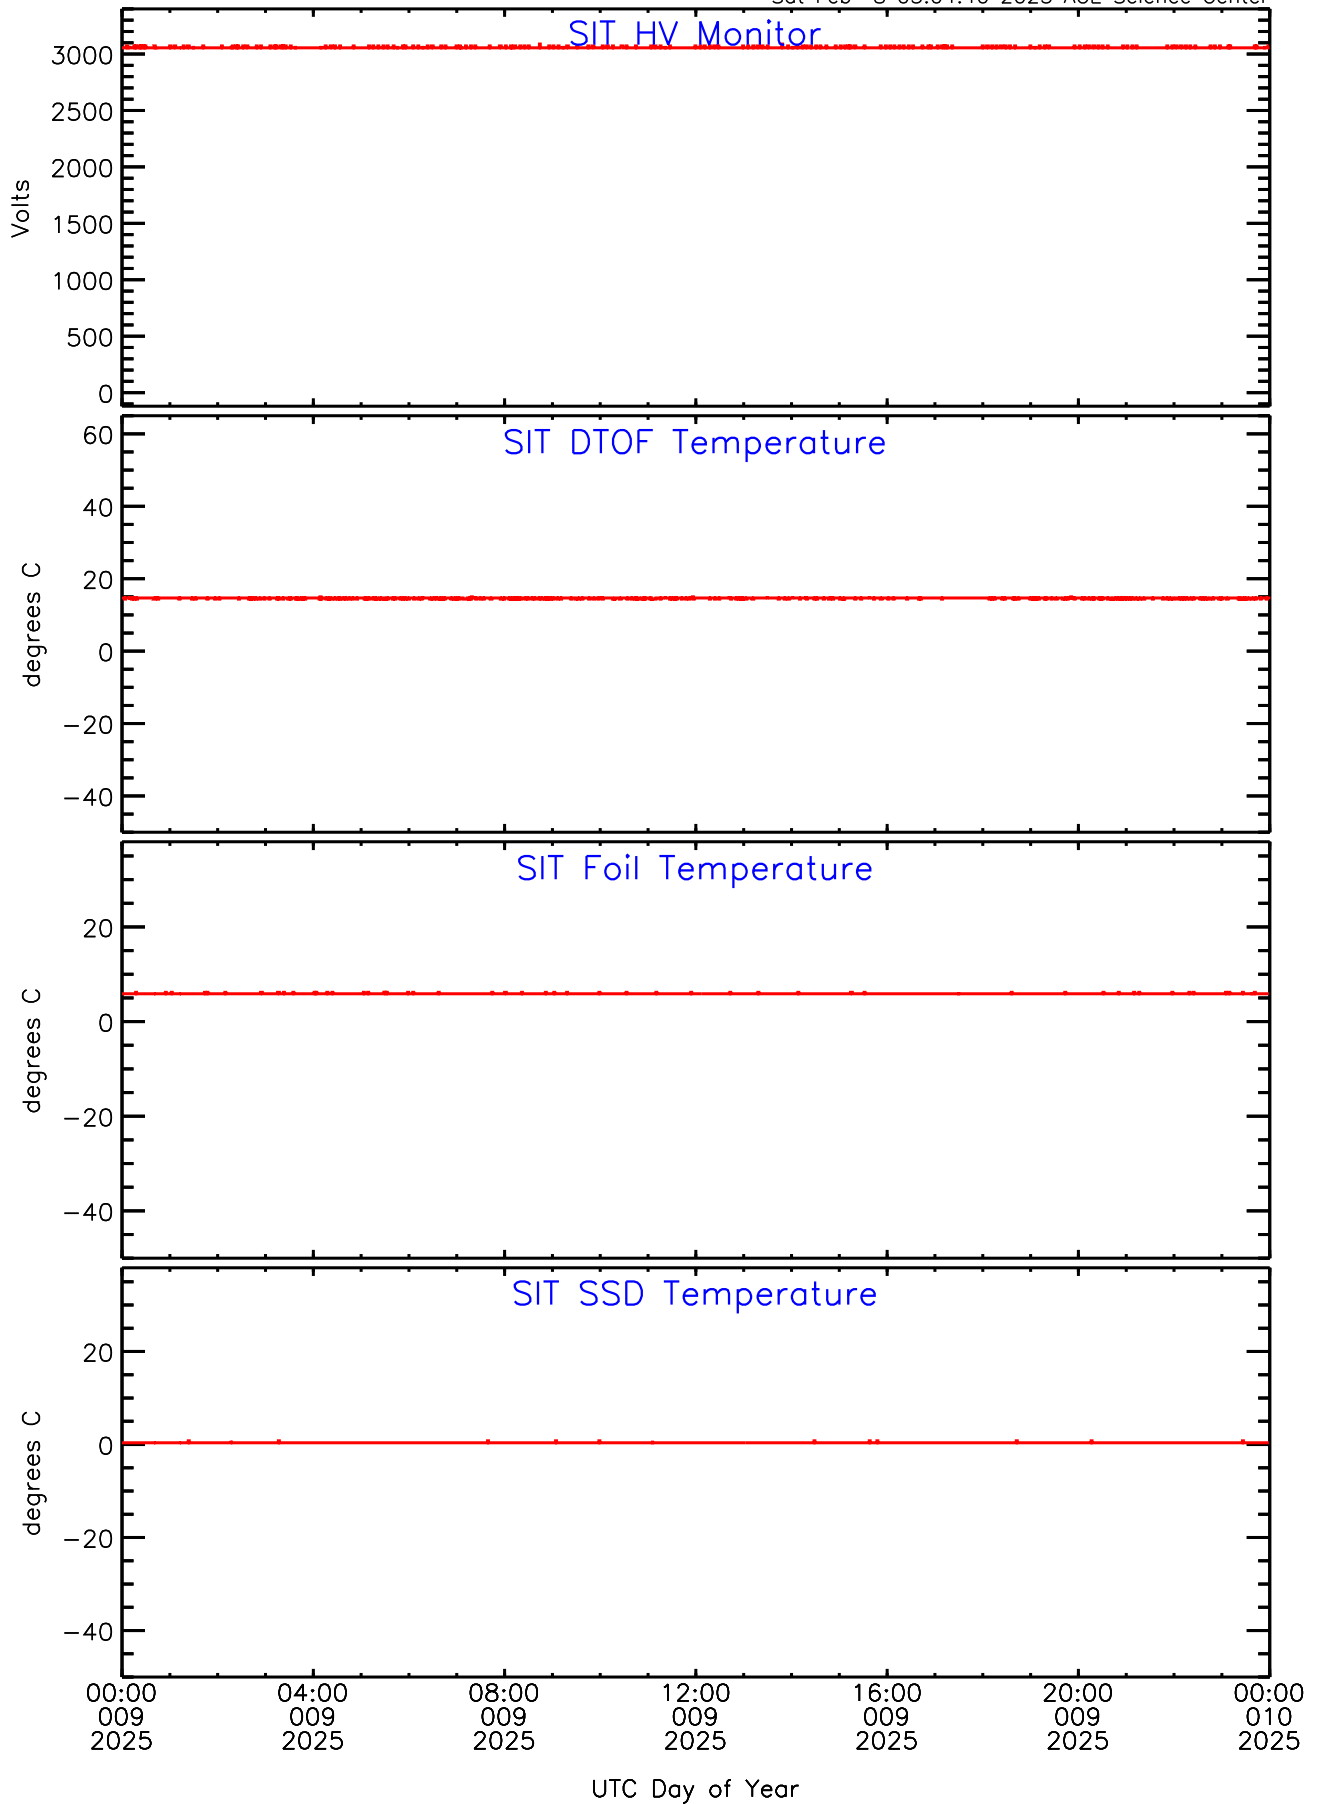 SIT HV Monitor
3000
2500
2000
1500
1000
500
0
Volts
SIT DTOF Temperature
60
40
20
0
−20
−40
degrees C
SIT Foil Temperature
20
0
−20
−40
degrees C
SIT SSD Temperature
20
0
−20
−40
degrees C
00:00 04:00 08:00 12:00 16:00 20:00 00:00
009 009 009 009 009 009 010
2025 2025 2025 2025 2025 2025 2025
UTC Day of Year